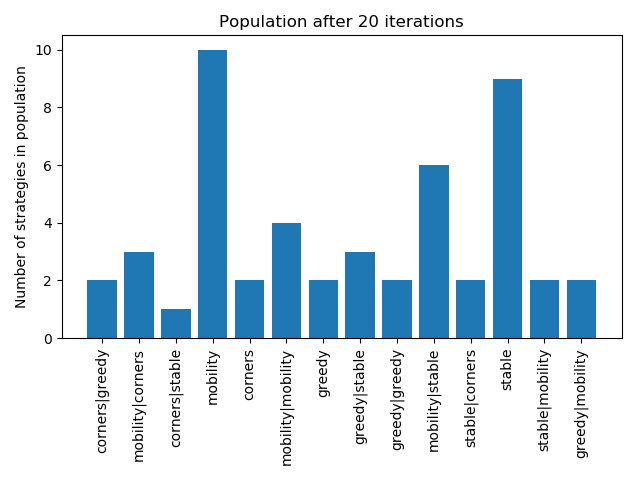 Population after 20 iterations
Number of strategies in population
10
8
6
4
2
0
corners|greedy
mobility|corners
corners|stable
mobility
corners
mobility|mobility
greedy
greedy|stable
greedy|greedy
mobility|stable
stable|corners
stable
stable|mobility
greedy|mobility